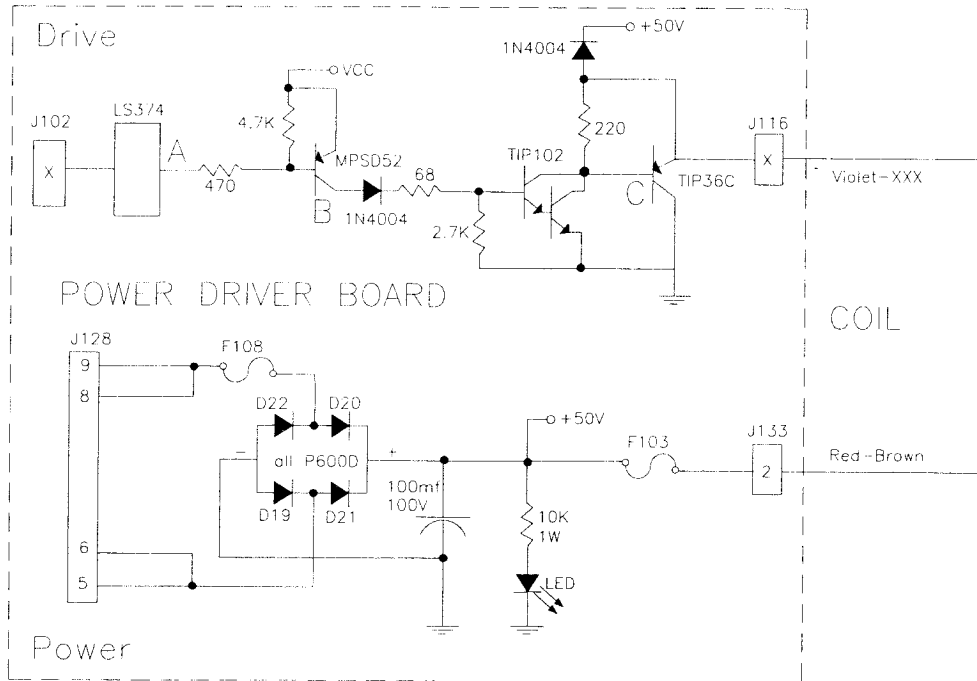 Drive
+50V
1N4004
VCC
J102
LS374
4.7K
220
J116
X
A
MPSD52
TIP102
X
470
68
C
TIP36C
- Violet-XXX
B
1N4004
2.7K
POWER DRIVER BOARD
COIL
J128
F108
9
8
D22 D20
+50V
- all P600D +
F103
J133
Red-Brown
100mf
100V
2
D19 D21
10K
1W
6
LED
5
Power